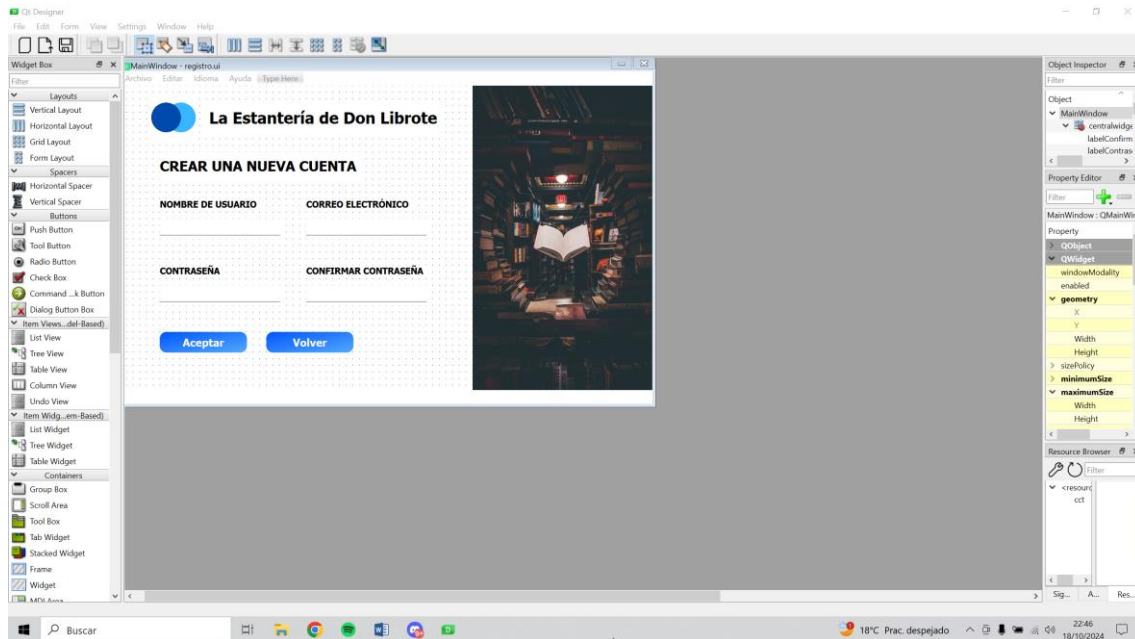 Qt Designer
File Edit Form View Settings Window Help
Widget Box
Filter
Layouts
Vertical Layout
Horizontal Layout
Grid Layout
Form Layout
Spacers
Horizontal Spacer
Vertical Spacer
Buttons
Push Button
Tool Button
Radio Button
Check Box
Command ...k Button
Dialog Button Box
Item Views...del-Based)
List View
Tree View
Table View
Column View
Undo View
Item Widg...em-Based)
List Widget
Tree Widget
Table Widget
Containers
Group Box
Scroll Area
Tool Box
Tab Widget
Stacked Widget
Frame
Widget
MDI Area
MainWindow - registro.ui
Archivo Editar Idioma Ayuda Type Here
La Estantería de Don Librote
CREAR UNA NUEVA CUENTA
NOMBRE DE USUARIO CORREO ELECTRÓNICO
CONTRASEÑA CONFIRMAR CONTRASEÑA
Aceptar Volver
Object Inspector
Filter
Object
MainWindow
centralwidge
labelConfirm
labelContras
Property Editor
Filter
MainWindow : QMainWin
Property
QObject
QWidget
windowModality
enabled
geometry
X
Y
Width
Height
sizePolicy
minimumSize
maximumSize
Width
Height
Resource Browser
Filter
<resourc
cct
Sig... A... Res...
Buscar
18°C Prac. despejado
22:46
18/10/2024